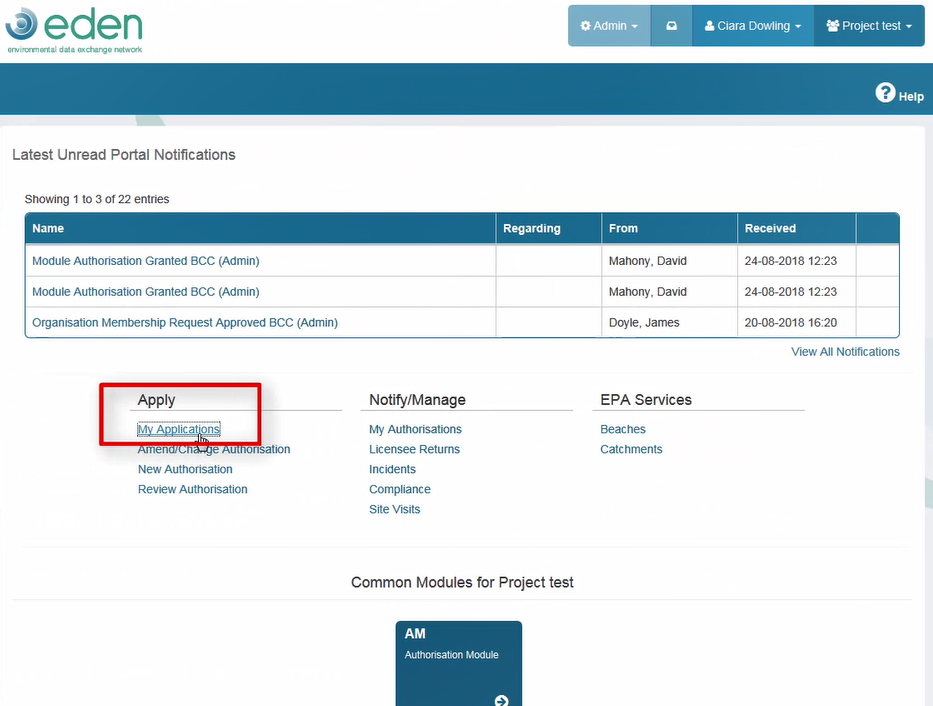 eden
environmental data exchange network
Admin
Ciara Dowling
Project test
? Help
Latest Unread Portal Notifications
Showing 1 to 3 of 22 entries
Name Regarding From Received
Module Authorisation Granted BCC (Admin) Mahony, David 24-08-2018 12:23
Module Authorisation Granted BCC (Admin) Mahony, David 24-08-2018 12:23
Organisation Membership Request Approved BCC (Admin) Doyle, James 20-08-2018 16:20
View All Notifications
Apply
My Applications
Amend/Change Authorisation
New Authorisation
Review Authorisation
Notify/Manage
My Authorisations
Licensee Returns
Incidents
Compliance
Site Visits
EPA Services
Beaches
Catchments
Common Modules for Project test
AM
Authorisation Module